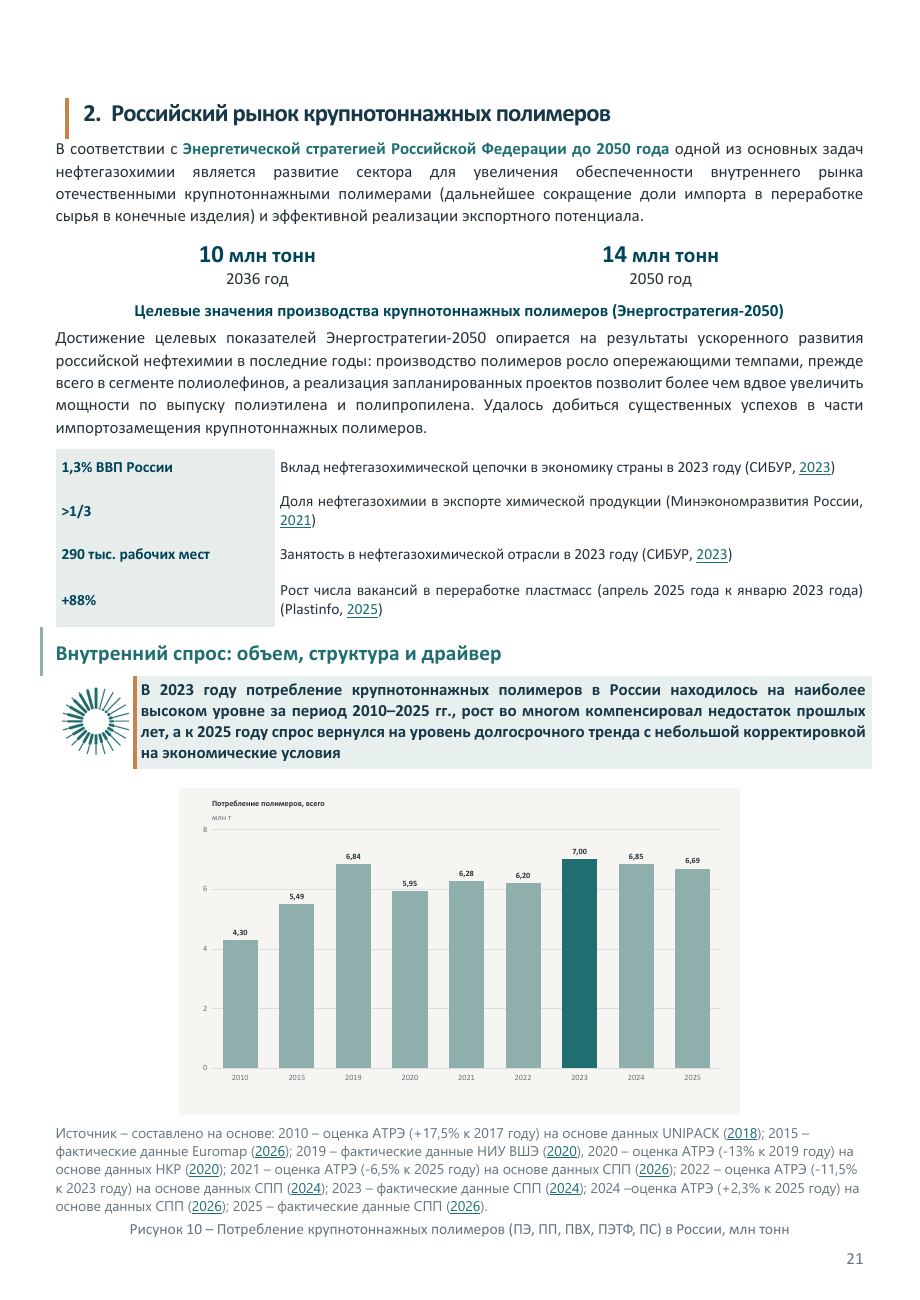 2. Российский рынок крупнотоннажных полимеров
В соответствии с Энергетической стратегией Российской Федерации до 2050 года одной из основных задач
нефтегазохимии является развитие сектора для увеличения обеспеченности внутреннего рынка
отечественными крупнотоннажными полимерами (дальнейшее сокращение доли импорта в переработке
сырья в конечные изделия) и эффективной реализации экспортного потенциала.
10 млн тонн
2036 год
14 млн тонн
2050 год
Целевые значения производства крупнотоннажных полимеров (Энергостратегия-2050)
Достижение целевых показателей Энергостратегии-2050 опирается на результаты ускоренного развития
российской нефтехимии в последние годы: производство полимеров росло опережающими темпами, прежде
всего в сегменте полиолефинов, а реализация запланированных проектов позволит более чем вдвое увеличить
мощности по выпуску полиэтилена и полипропилена. Удалось добиться существенных успехов в части
импортозамещения крупнотоннажных полимеров.
1,3% ВВП России
Вклад нефтегазохимической цепочки в экономику страны в 2023 году (СИБУР, 2023)
>1/3
Доля нефтегазохимии в экспорте химической продукции (Минэкономразвития России,
2021)
290 тыс. рабочих мест
Занятость в нефтегазохимической отрасли в 2023 году (СИБУР, 2023)
+88%
Рост числа вакансий в переработке пластмасс (апрель 2025 года к январю 2023 года)
(Plastinfo, 2025)
Внутренний спрос: объем, структура и драйвер
В 2023 году потребление крупнотоннажных полимеров в России находилось на наиболее
высоком уровне за период 2010–2025 гг., рост во многом компенсировал недостаток прошлых
лет, а к 2025 году спрос вернулся на уровень долгосрочного тренда с небольшой корректировкой
на экономические условия
Потребление полимеров, всего
млн т
8
6
4
2
0
4,30
5,49
6,84
5,95
6,28
6,20
7,00
6,85
6,69
2010 2015 2019 2020 2021 2022 2023 2024 2025
Источник – составлено на основе: 2010 – оценка АТРЭ (+17,5% к 2017 году) на основе данных UNIPACK (2018); 2015 –
фактические данные Euromap (2026); 2019 – фактические данные НИУ ВШЭ (2020), 2020 – оценка АТРЭ (-13% к 2019 году) на
основе данных НКР (2020); 2021 – оценка АТРЭ (-6,5% к 2025 году) на основе данных СПП (2026); 2022 – оценка АТРЭ (-11,5%
к 2023 году) на основе данных СПП (2024); 2023 – фактические данные СПП (2024); 2024 –оценка АТРЭ (+2,3% к 2025 году) на
основе данных СПП (2026); 2025 – фактические данные СПП (2026).
Рисунок 10 – Потребление крупнотоннажных полимеров (ПЭ, ПП, ПВХ, ПЭТФ, ПС) в России, млн тонн
21